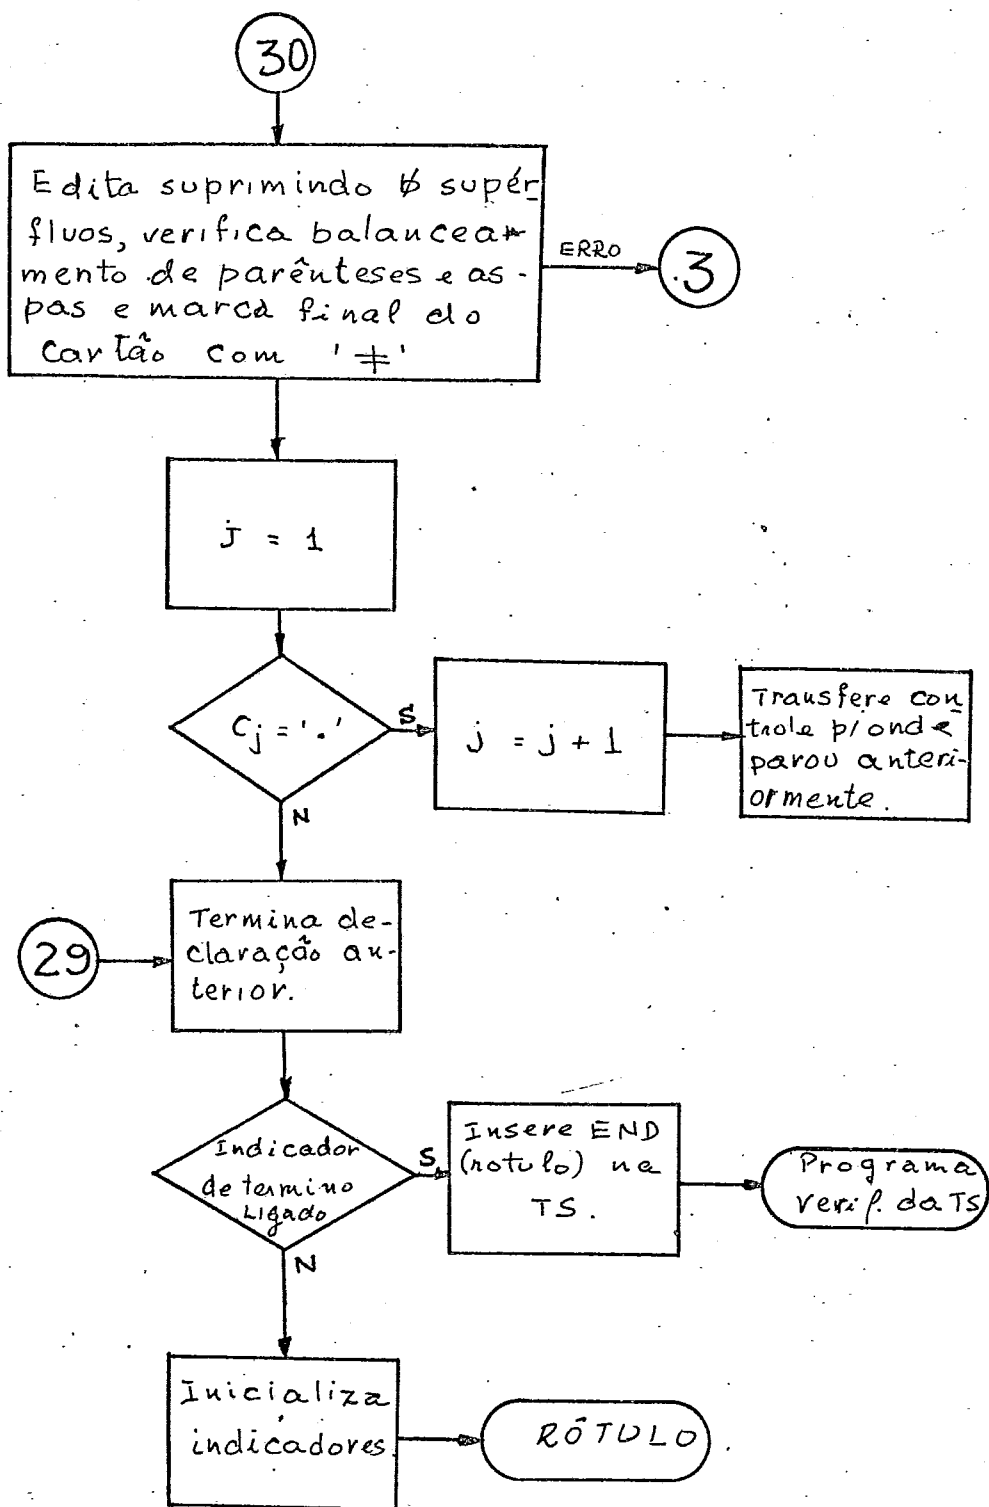 30
Edita suprimindo ƀ supér-
fluos, verifica balancea-
mento de parênteses e as-
pas e marca final do
cartão com '‡'
ERRO
3
J = 1
Cj = '.'
S
j = j + 1
Transfere con
trole p/ onde
parou anteri-
ormente.
N
29
Termina de-
claração an-
terior.
Indicador
de termino
Ligado
S
Insere END
(rotulo) na
TS.
Programa
verif. da TS
N
Inicializa
indicadores
RÓTULO